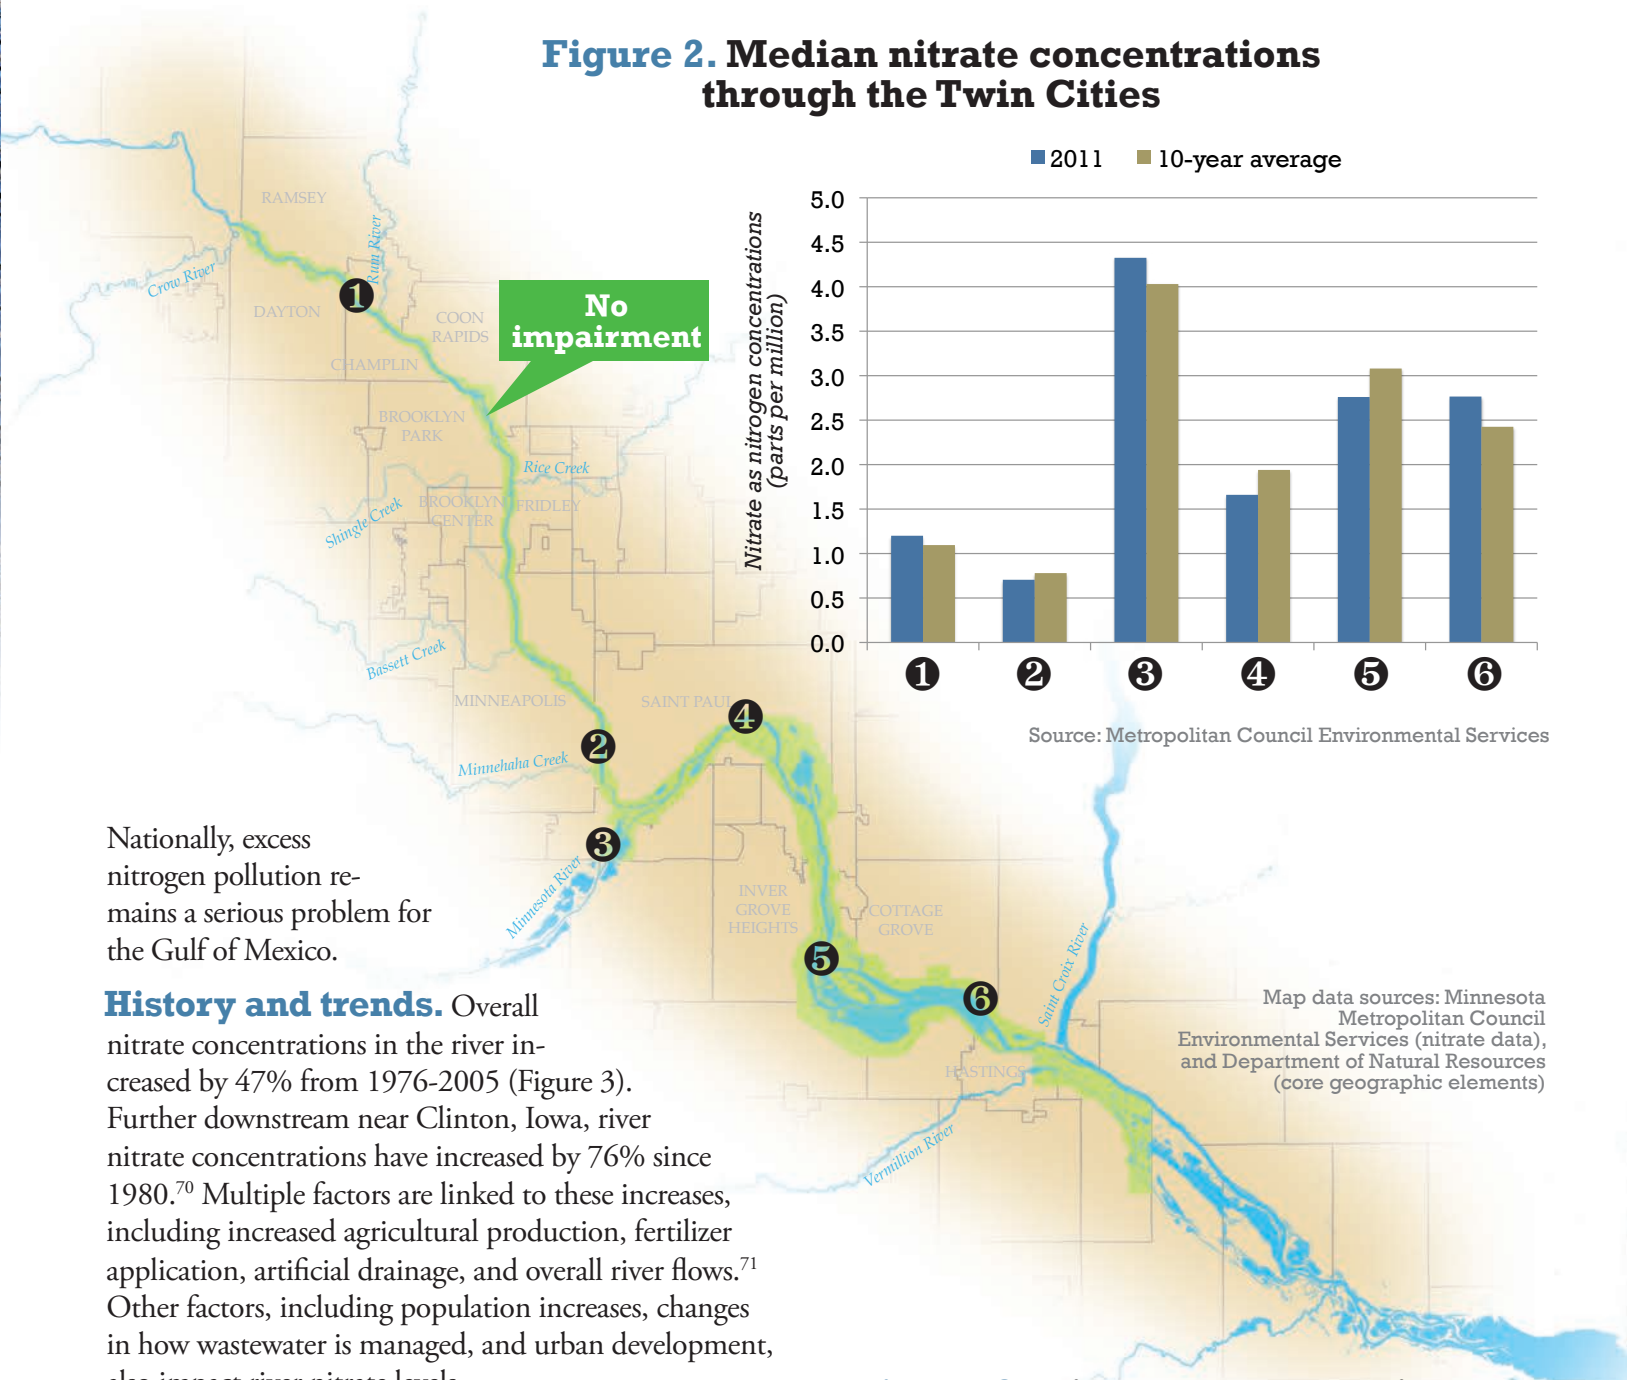 Figure 2. Median nitrate concentrations
through the Twin Cities
2011
10-year average
Nitrate as nitrogen concentrations
(parts per million)
5.0
4.5
4.0
3.5
3.0
2.5
2.0
1.5
1.0
0.5
0.0
1
2
3
4
5
6
Source: Metropolitan Council Environmental Services
RAMSEY
Rum River
Crow River
1
DAYTON
COON
RAPIDS
No
impairment
CHAMPLIN
BROOKLYN
PARK
Rice Creek
BROOKLYN
CENTER
FRIDLEY
Shingle Creek
Bassett Creek
MINNEAPOLIS
SAINT PAUL
4
2
Minnehaha Creek
3
Minnesota River
INVER
GROVE
HEIGHTS
COTTAGE
GROVE
5
6
Saint Croix River
HASTINGS
Vermillion River
Map data sources: Minnesota
Metropolitan Council
Environmental Services (nitrate data),
and Department of Natural Resources
(core geographic elements)
Nationally, excess
nitrogen pollution re-
mains a serious problem for
the Gulf of Mexico.
History and trends. Overall
nitrate concentrations in the river in-
creased by 47% from 1976-2005 (Figure 3).
Further downstream near Clinton, Iowa, river
nitrate concentrations have increased by 76% since
1980.70 Multiple factors are linked to these increases,
including increased agricultural production, fertilizer
application, artificial drainage, and overall river flows.71
Other factors, including population increases, changes
in how wastewater is managed, and urban development,
also impact river nitrate levels.